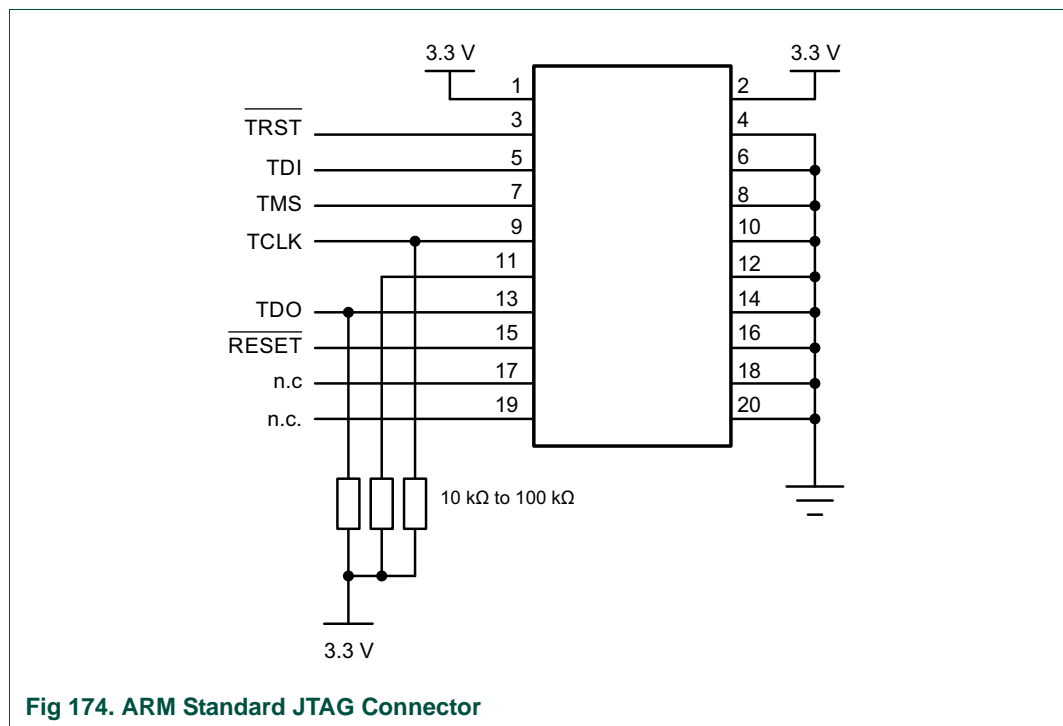 3.3 V
3.3 V
1
2
TRST
3
4
TDI
5
6
TMS
7
8
TCLK
9
10
11
12
TDO
13
14
RESET
15
16
n.c
17
18
n.c.
19
20
10 kΩ to 100 kΩ
3.3 V
Fig 174. ARM Standard JTAG Connector